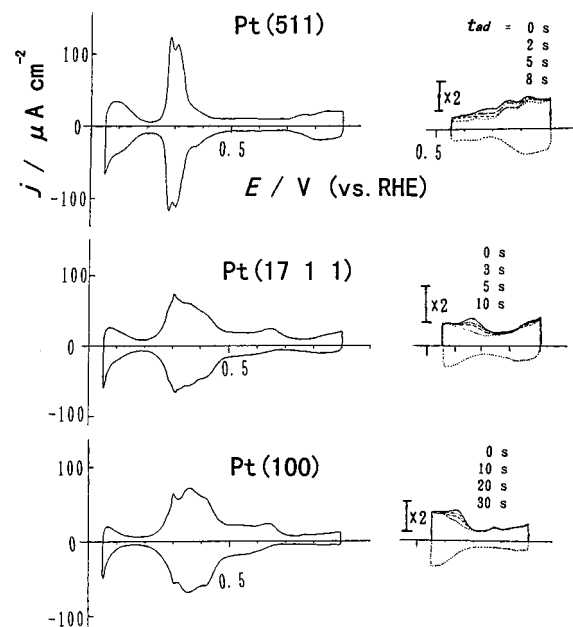 Pt(511)
100
0
-100
0.5
j / μA cm⁻²
E / V (vs. RHE)
tad = 0 s
2 s
5 s
8 s
x2
0.5
Pt(17 1 1)
100
0
-100
0.5
0 s
3 s
5 s
10 s
x2
Pt(100)
100
0
-100
0.5
0 s
10 s
20 s
30 s
x2